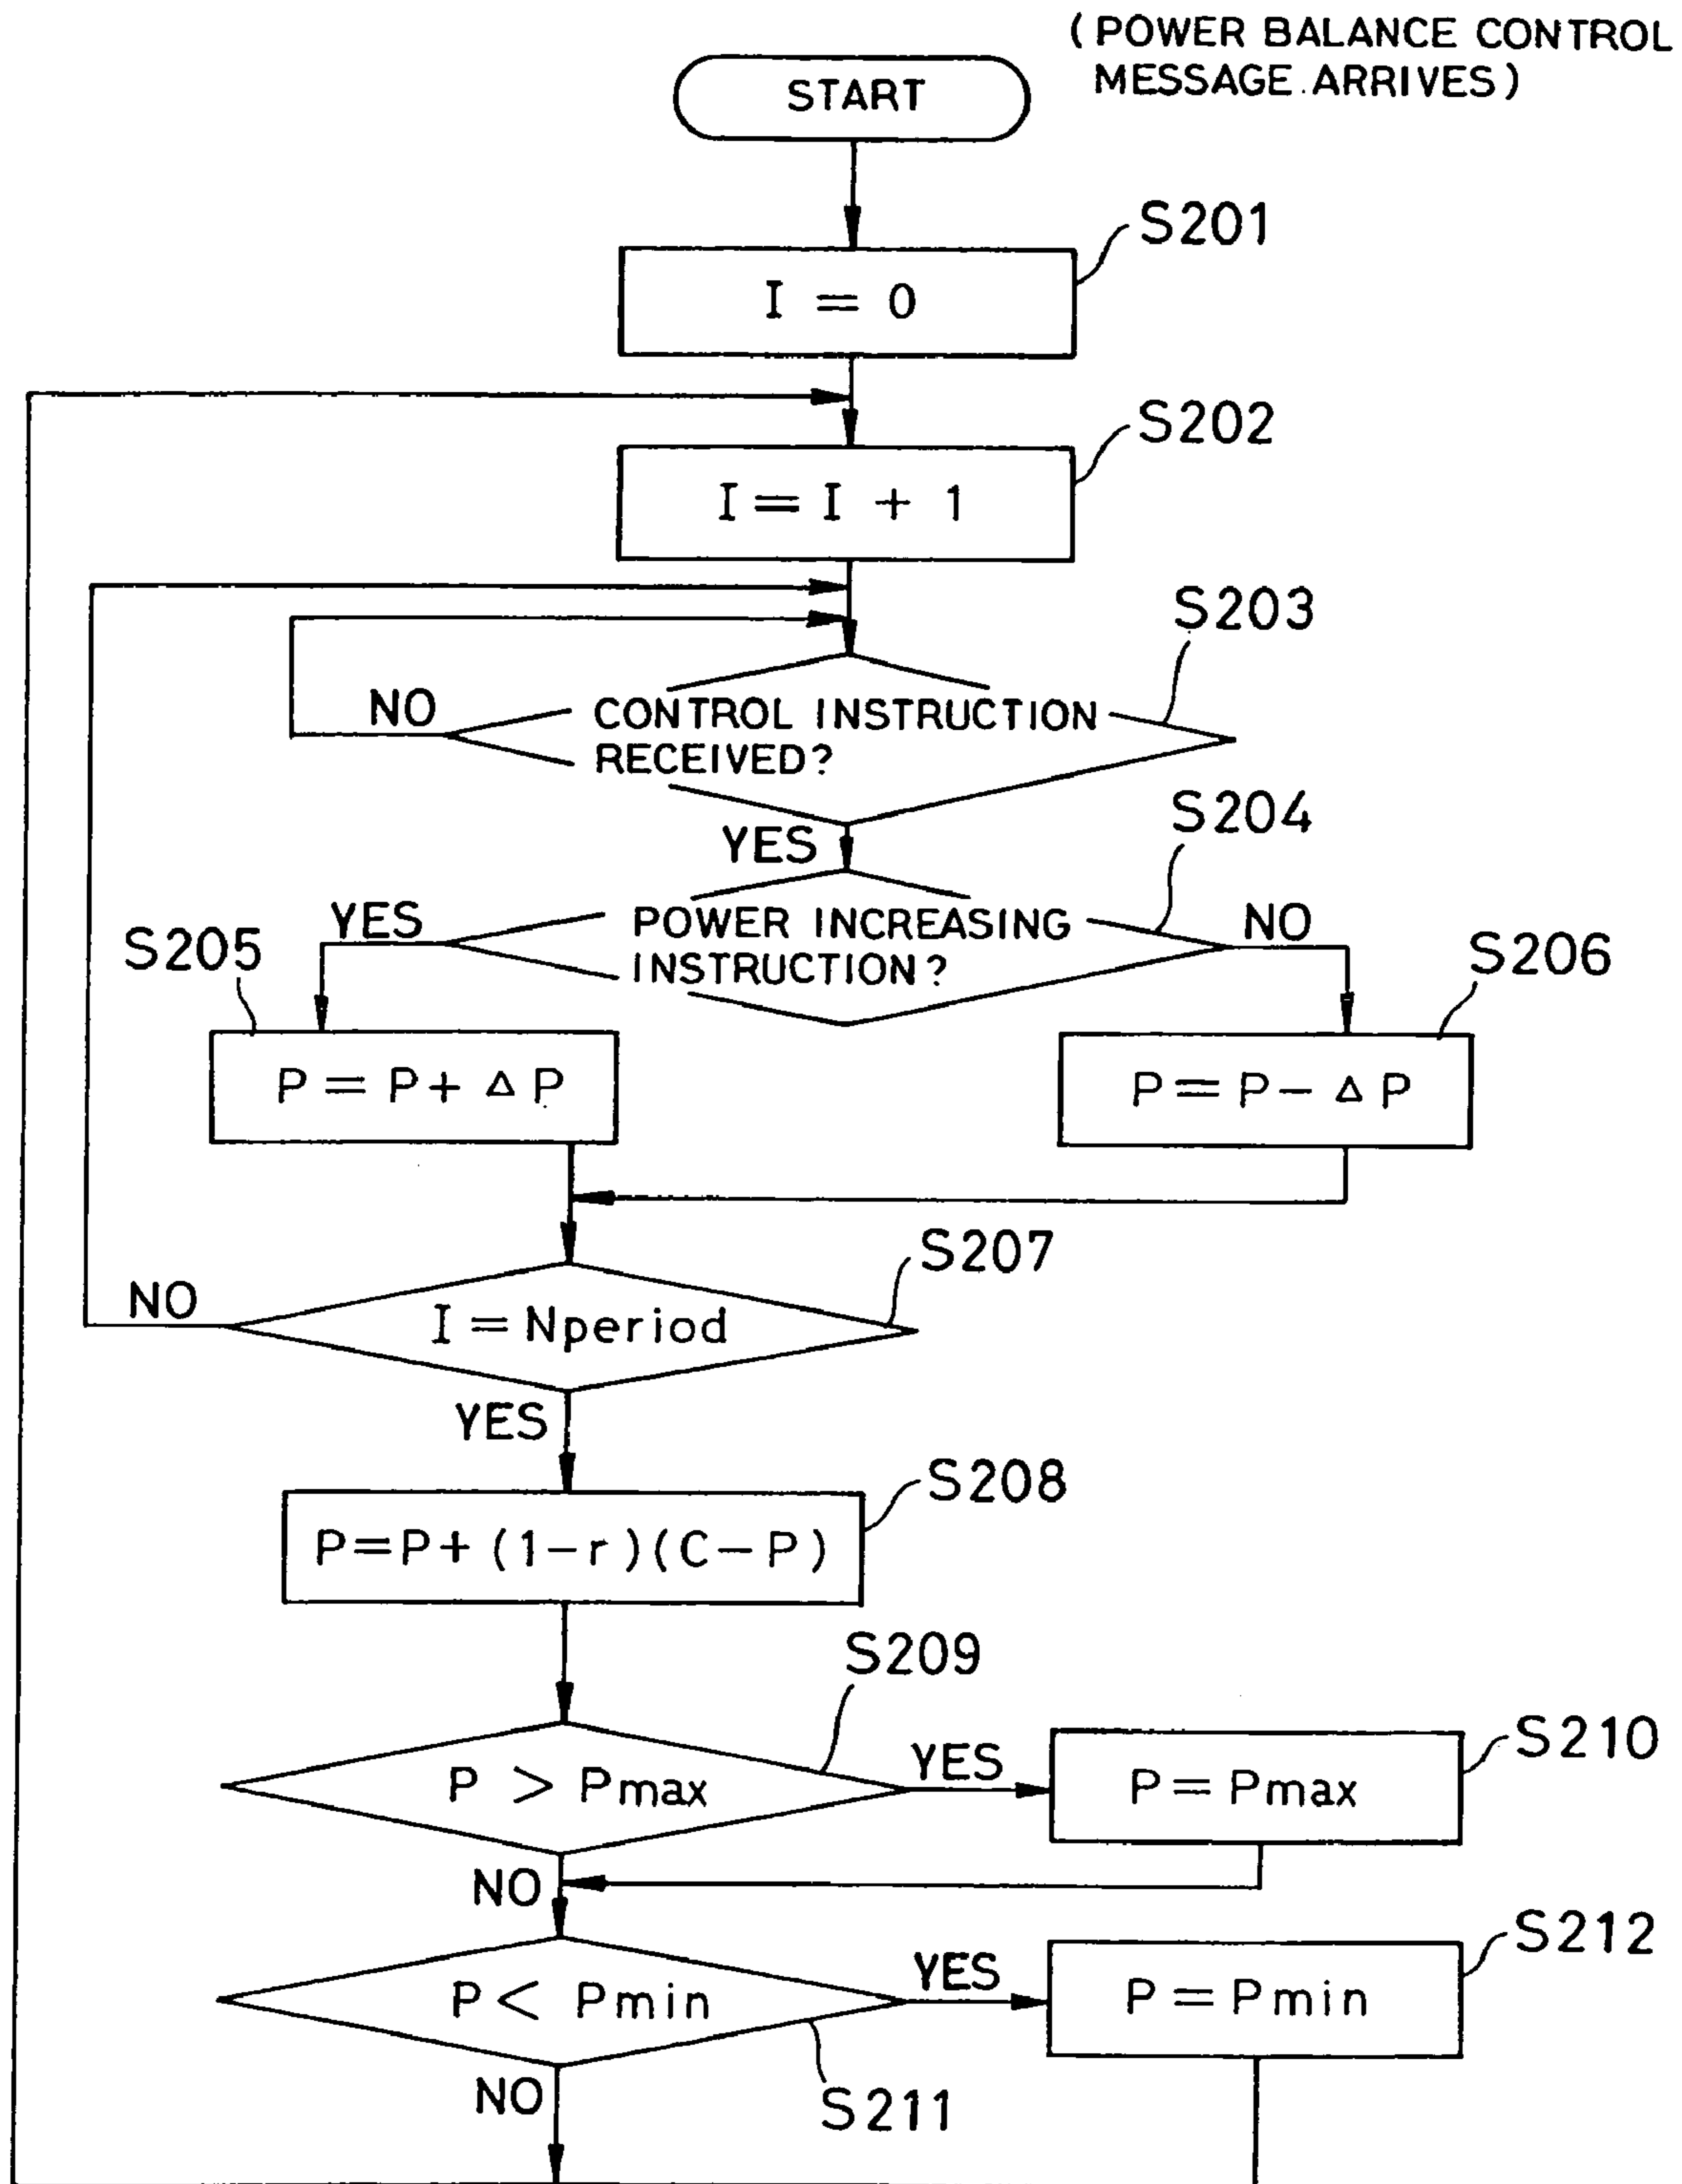 (POWER BALANCE CONTROL
MESSAGE.ARRIVES)
START
S201
I = 0
S202
I = I + 1
S203
NO
CONTROL INSTRUCTION
RECEIVED?
YES
S204
YES
POWER INCREASING
INSTRUCTION?
NO
S205
S206
P = P + Δ P
P = P - Δ P
S207
NO
I = Nperiod
YES
S208
P=P+(1-r)(C-P)
S209
P > Pmax
YES
S210
P = Pmax
NO
S212
P < Pmin
YES
P = Pmin
NO
S211